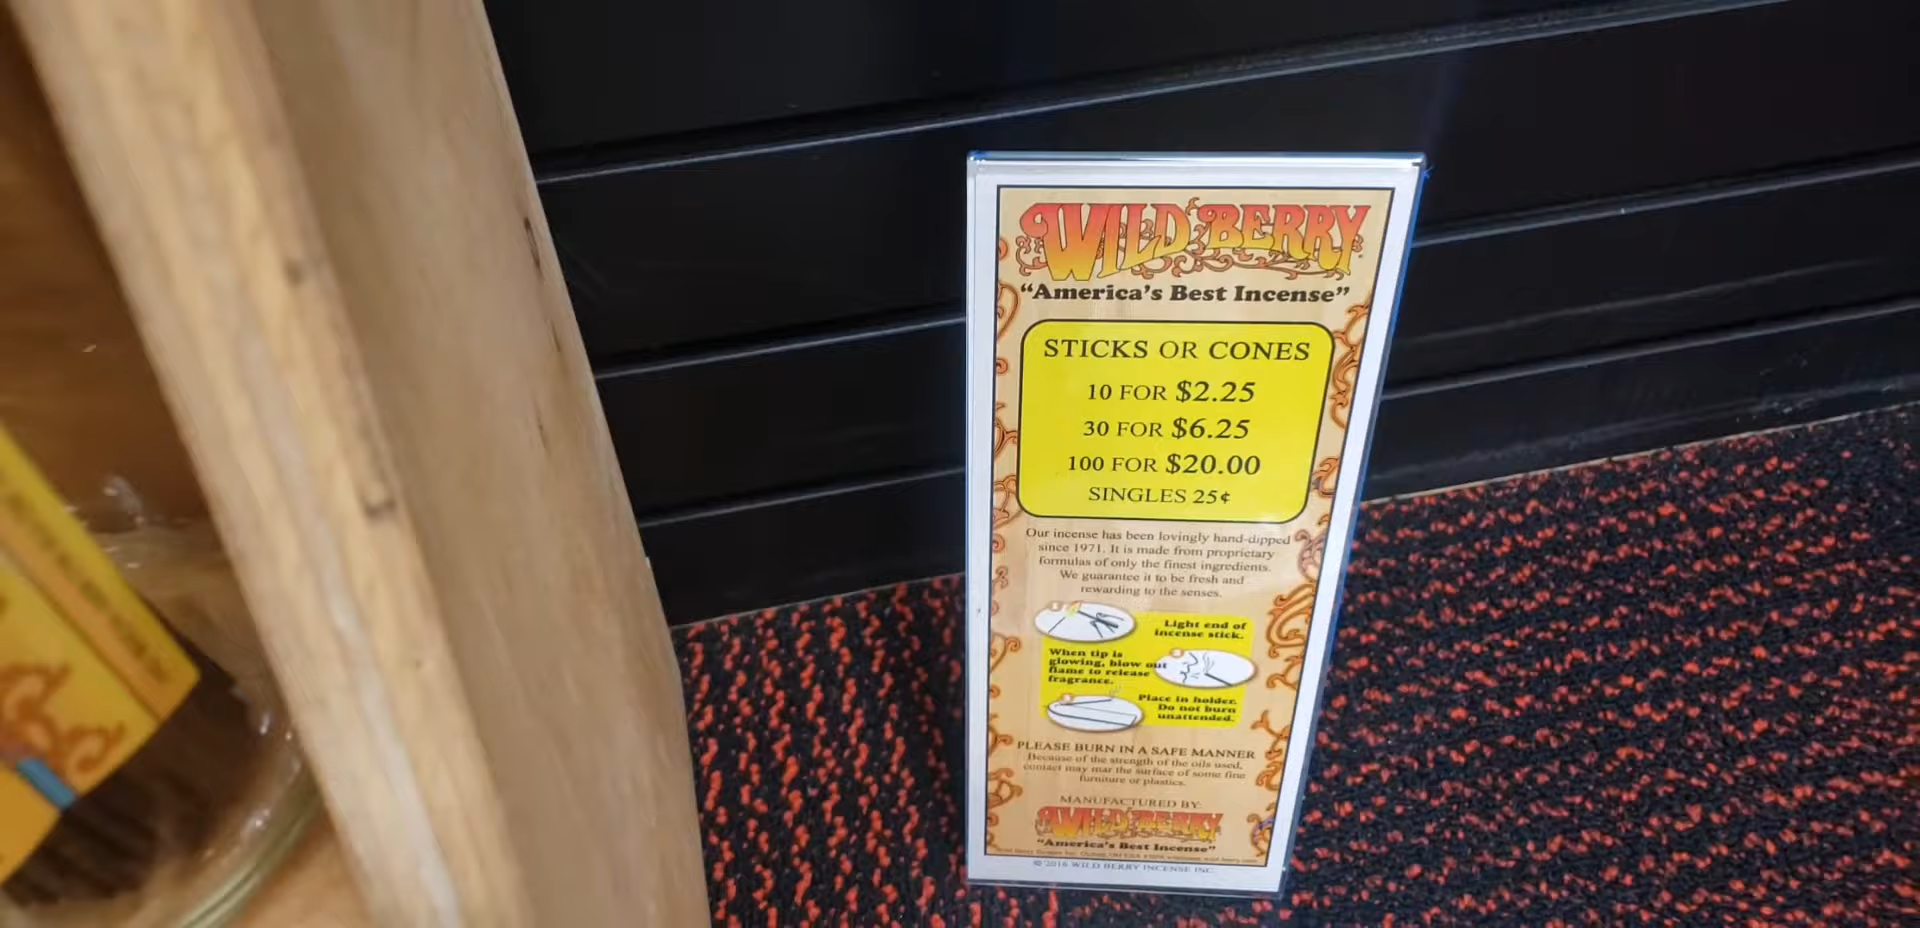 WILD BERRY
“America's Best Incense”
STICKS OR CONES
10 FOR $2.25
30 FOR $6.25
100 FOR $20.00
SINGLES 25¢
Our incense has been lovingly hand-dipped
since 1971. It is made from proprietary
formulas of only the finest ingredients.
We guarantee it to be fresh and
rewarding to the senses.
Light end of
incense stick.
When tip is
glowing, blow out
flame to release
fragrance.
Place in holder.
Do not burn
unattended.
PLEASE BURN IN A SAFE MANNER
Because of the strength of the oils used,
contact may mar the surface of some fine
furniture or plastics.
MANUFACTURED BY:
WILD BERRY
“America's Best Incense”
© 2016 WILD BERRY INCENSE INC.